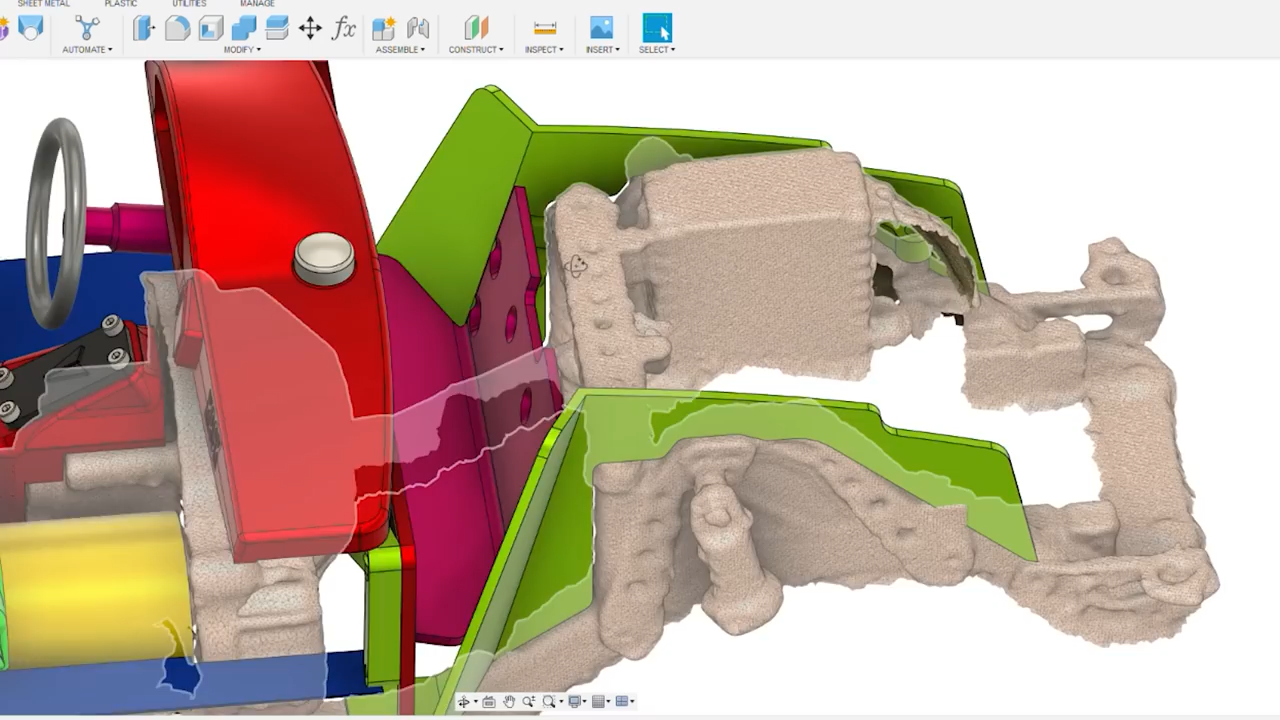 SHEET METAL PLASTIC UTILITIES MANAGE
fx
AUTOMATE MODIFY ASSEMBLE CONSTRUCT INSPECT INSERT SELECT